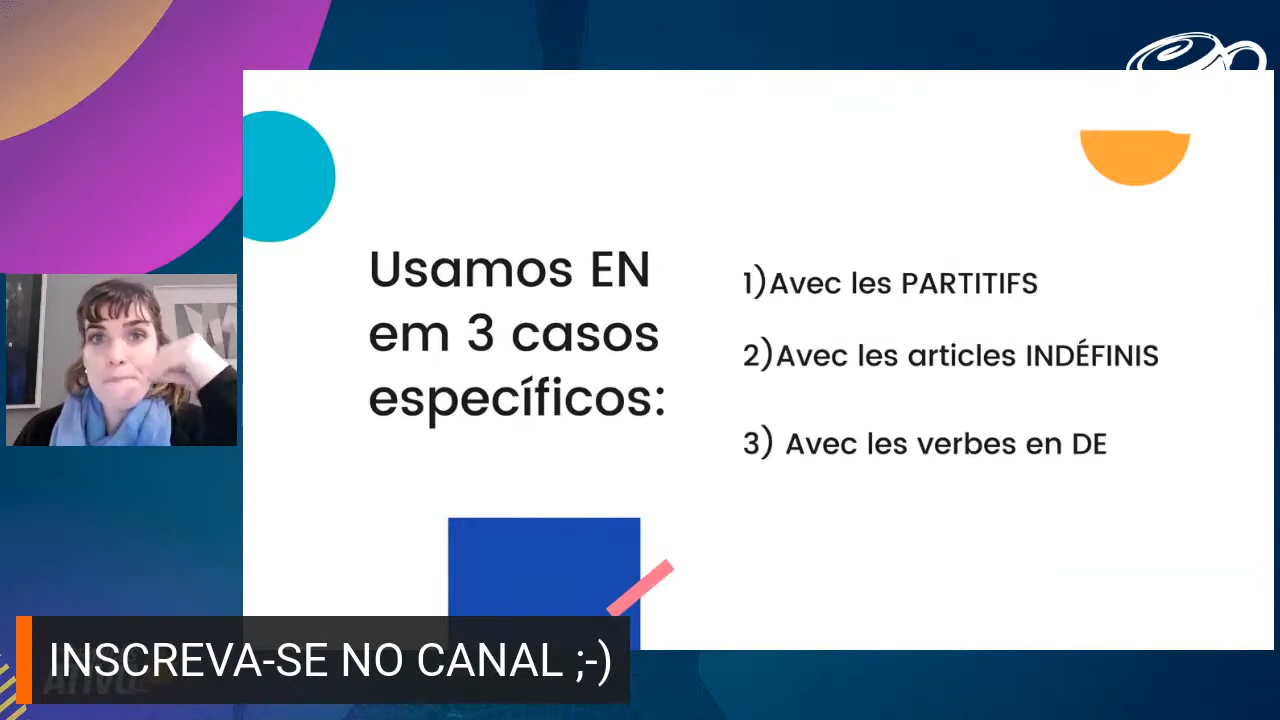 Usamos EN
em 3 casos
específicos:
1)Avec les PARTITIFS
2)Avec les articles INDÉFINIS
3) Avec les verbes en DE
INSCREVA-SE NO CANAL ;-)